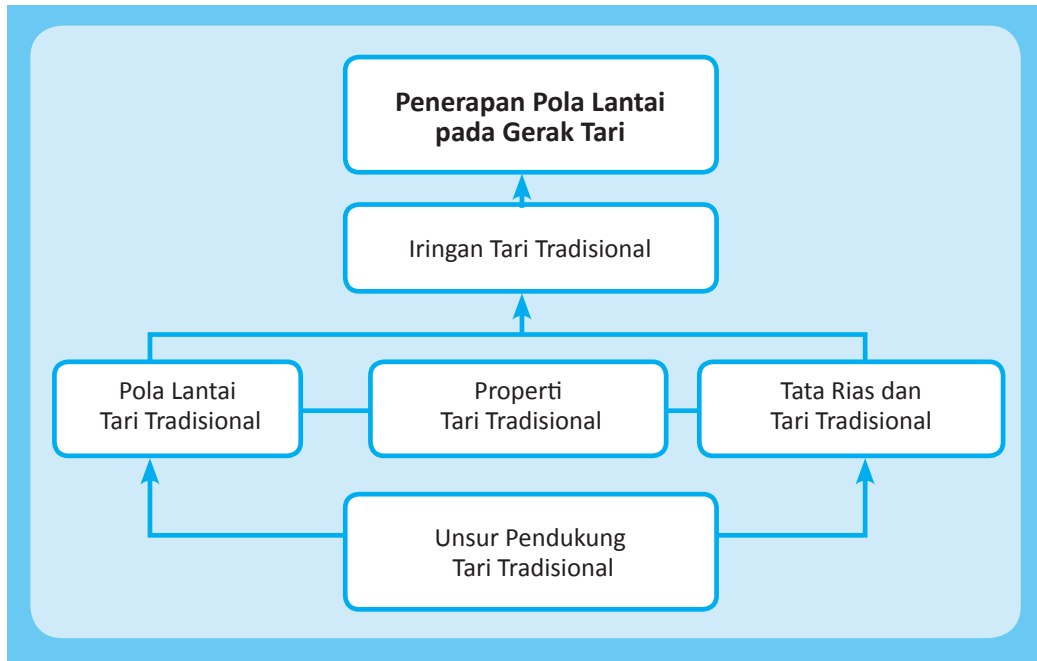 Penerapan Pola Lantai
pada Gerak Tari
Iringan Tari Tradisional
Pola Lantai
Tari Tradisional
Properti
Tari Tradisional
Tata Rias dan
Tari Tradisional
Unsur Pendukung
Tari Tradisional